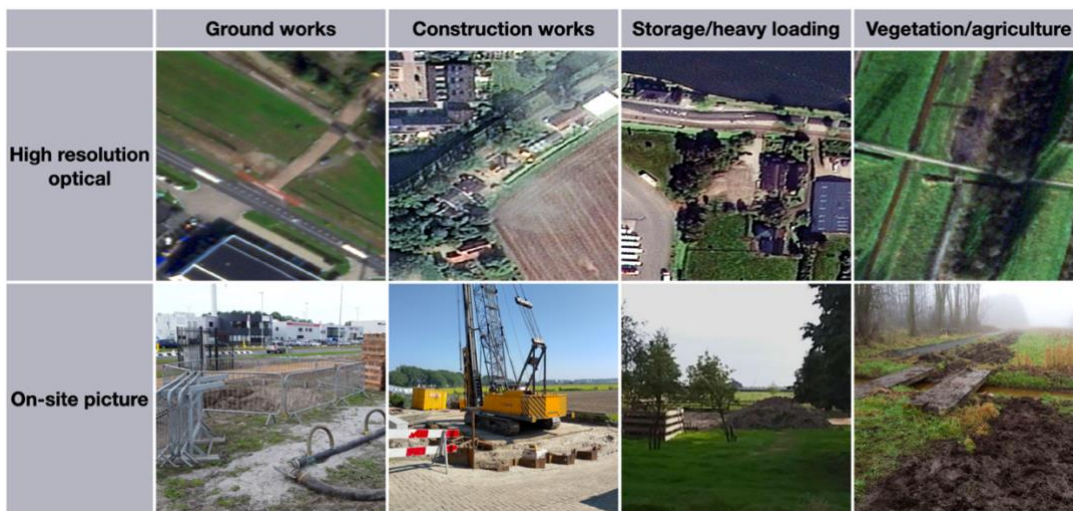 Ground works
Construction works
Storage/heavy loading
Vegetation/agriculture
High resolution
optical
On-site picture